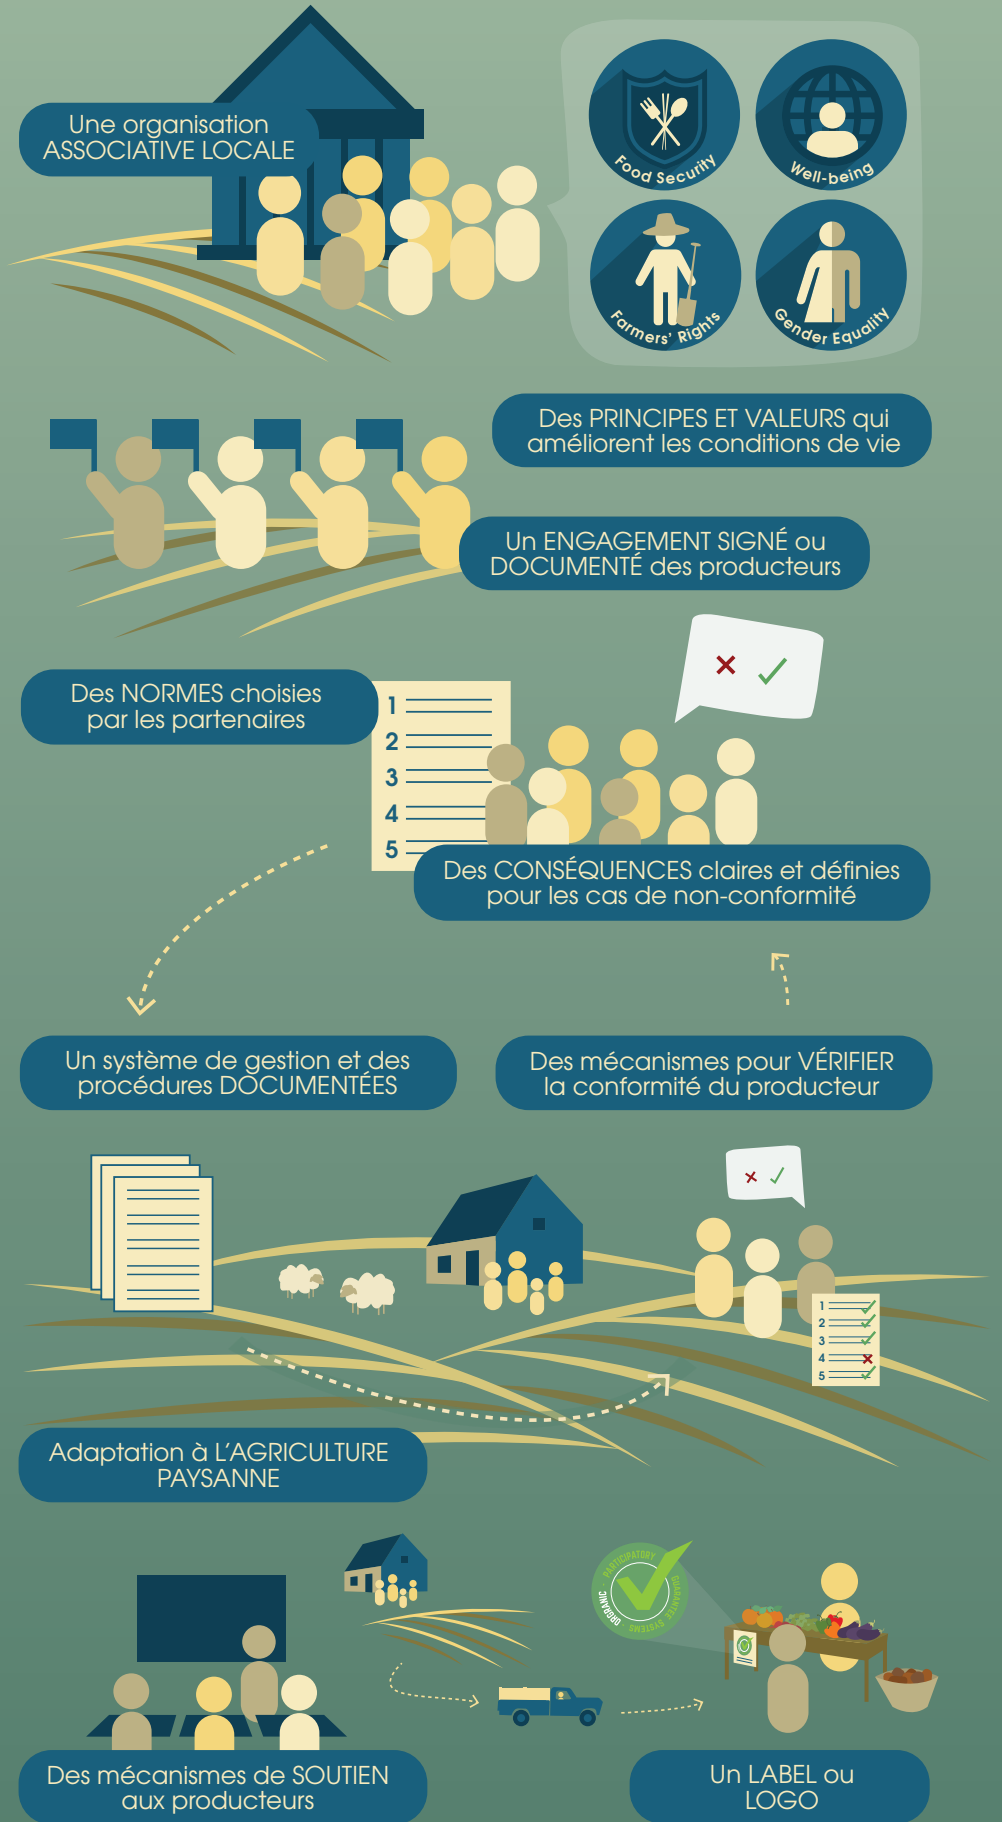 Une organisation
ASSOCIATIVE LOCALE
Food Security
Well-being
Farmers' Rights
Gender Equality
Des PRINCIPES ET VALEURS qui
améliorent les conditions de vie
Un ENGAGEMENT SIGNÉ ou
DOCUMENTÉ des producteurs
Des NORMES choisies
par les partenaires
1
2
3
4
5
Des CONSÉQUENCES claires et définies
pour les cas de non-conformité
Un système de gestion et des
procédures DOCUMENTÉES
Des mécanismes pour VÉRIFIER
la conformité du producteur
1
2
3
4
5
Adaptation à L'AGRICULTURE
PAYSANNE
ORGRANIC · PARTICIPATORY GUARANTEE SYSTEMS
Des mécanismes de SOUTIEN
aux producteurs
Un LABEL ou
LOGO